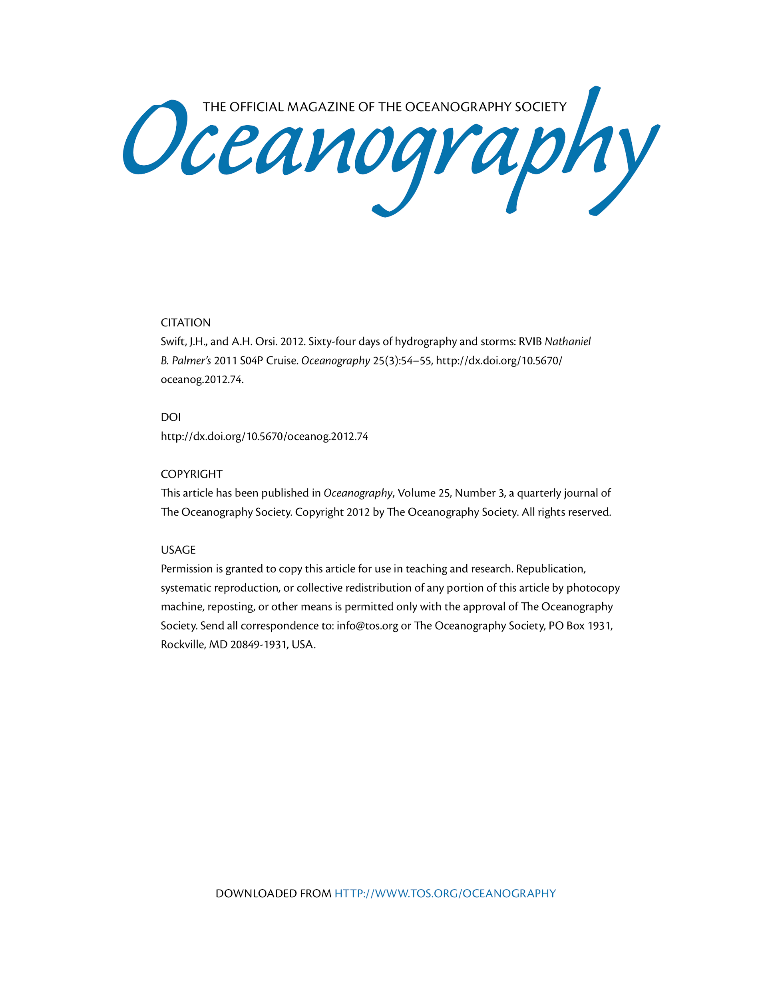 THE OFFICIAL MAGAZINE OF THE OCEANOGRAPHY SOCIETY
Oceanography
CITATION
Swift, J.H., and A.H. Orsi. 2012. Sixty-four days of hydrography and storms: RVIB Nathaniel
B. Palmer’s 2011 S04P Cruise. Oceanography 25(3):54–55, http://dx.doi.org/10.5670/
oceanog.2012.74.
DOI
http://dx.doi.org/10.5670/oceanog.2012.74
COPYRIGHT
This article has been published in Oceanography, Volume 25, Number 3, a quarterly journal of
The Oceanography Society. Copyright 2012 by The Oceanography Society. All rights reserved.
USAGE
Permission is granted to copy this article for use in teaching and research. Republication,
systematic reproduction, or collective redistribution of any portion of this article by photocopy
machine, reposting, or other means is permitted only with the approval of The Oceanography
Society. Send all correspondence to: info@tos.org or The Oceanography Society, PO Box 1931,
Rockville, MD 20849-1931, USA.
DOWNLOADED FROM HTTP://WWW.TOS.ORG/OCEANOGRAPHY